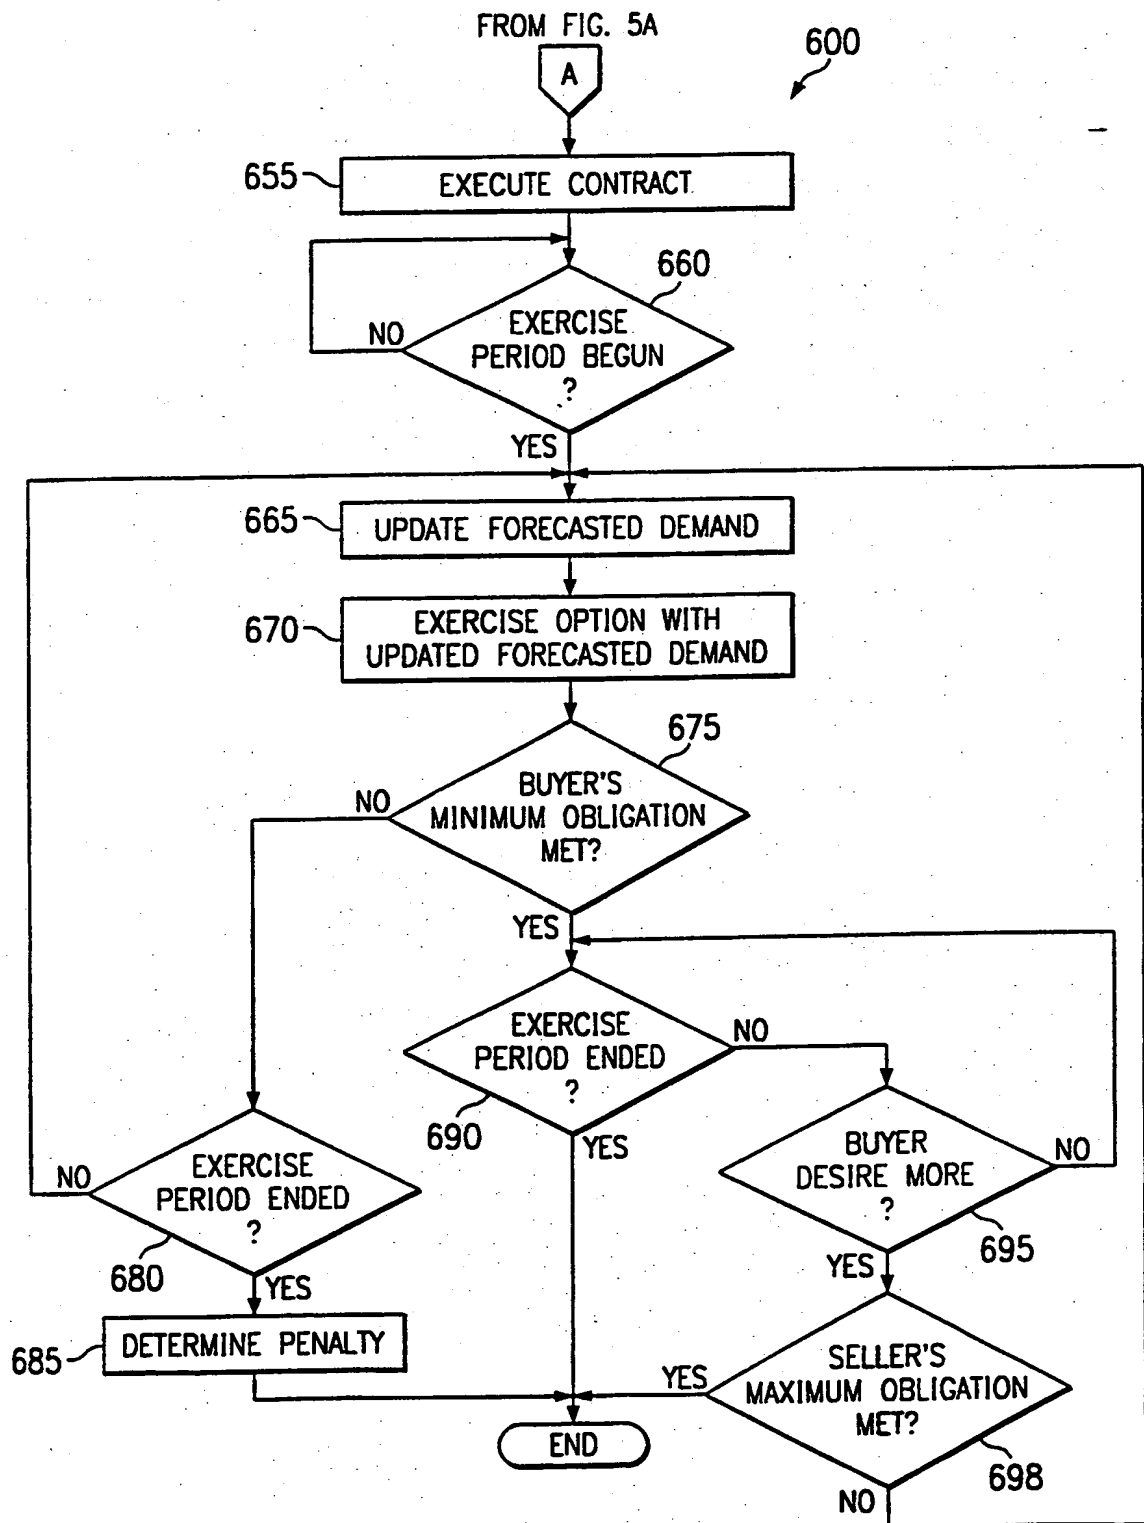 FROM FIG. 5A
A
600
655
EXECUTE CONTRACT
660
EXERCISE
PERIOD BEGUN
?
NO
YES
665
UPDATE FORECASTED DEMAND
670
EXERCISE OPTION WITH
UPDATED FORECASTED DEMAND
675
BUYER'S
MINIMUM OBLIGATION
MET?
NO
YES
EXERCISE
PERIOD ENDED
?
NO
690
YES
BUYER
DESIRE MORE
?
NO
695
YES
EXERCISE
PERIOD ENDED
?
NO
680
YES
685
DETERMINE PENALTY
SELLER'S
MAXIMUM OBLIGATION
MET?
YES
698
NO
END